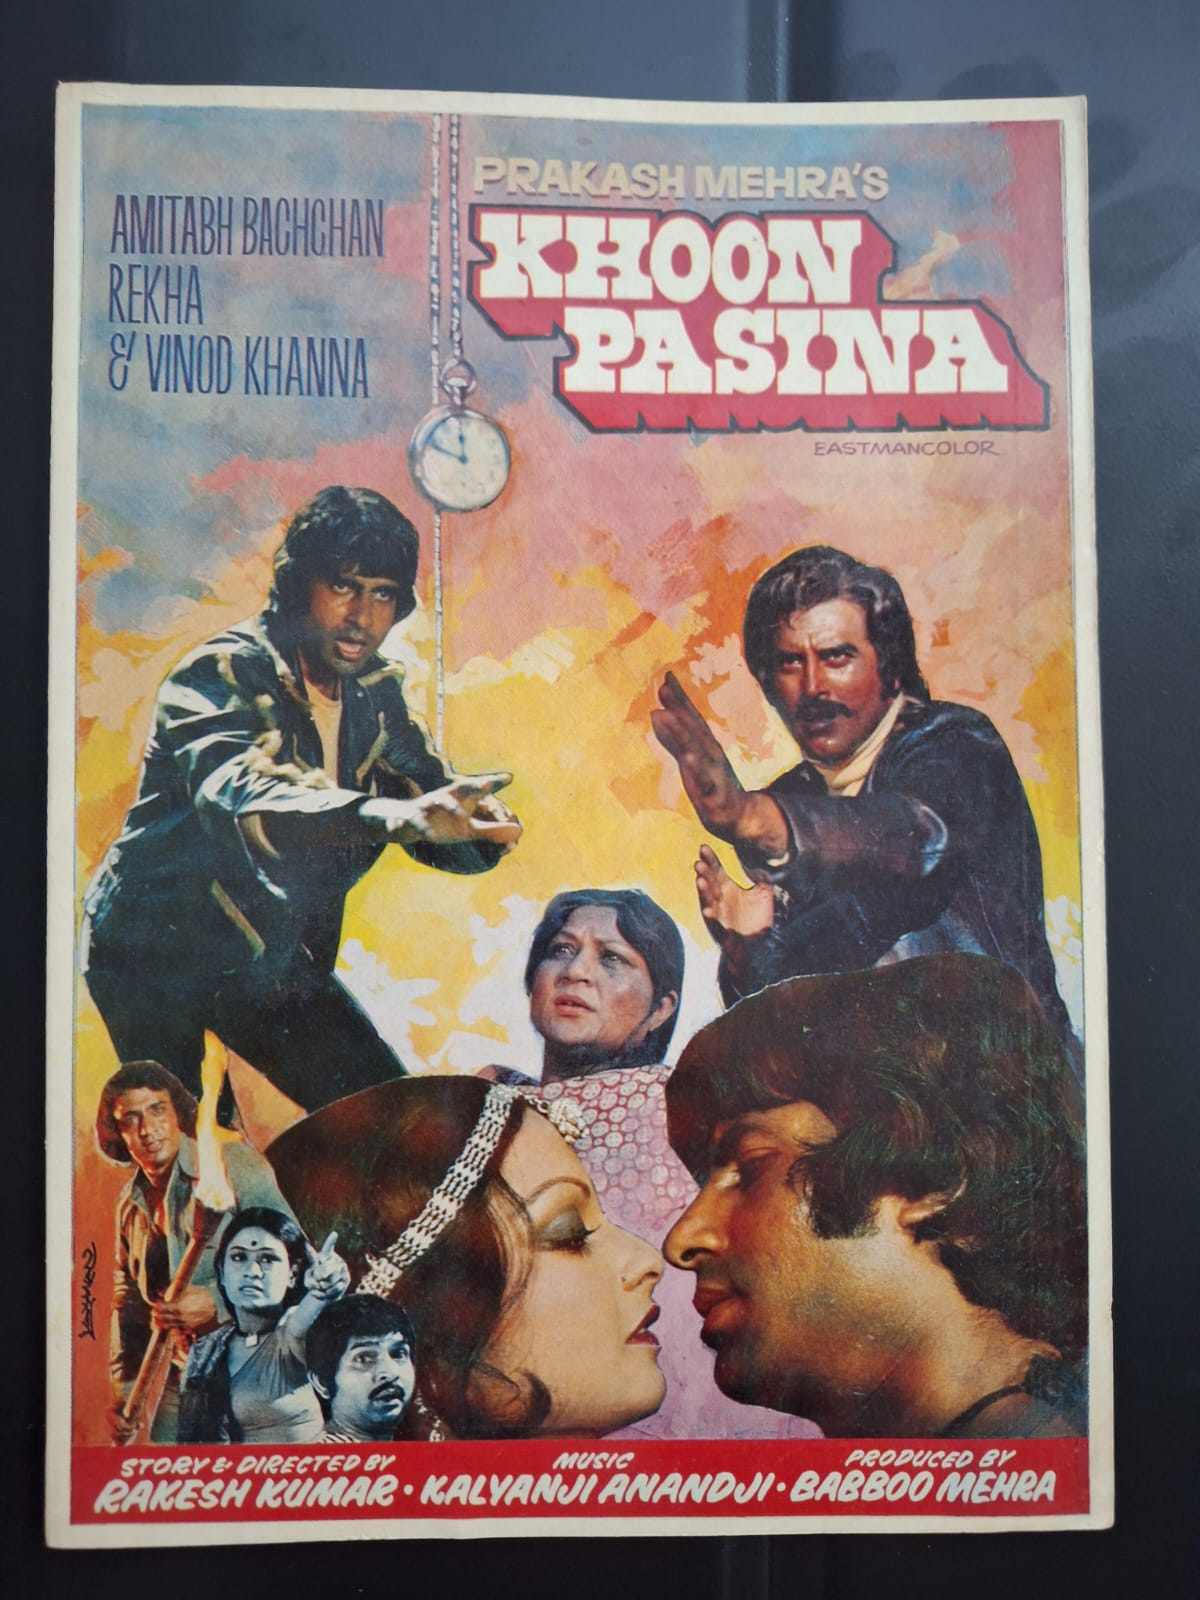 AMITABH BACHCHAN
REKHA
& VINOD KHANNA
PRAKASH MEHRA'S
KHOON
PASINA
EASTMANCOLOR
STORY & DIRECTED BY
RAKESH KUMAR •
MUSIC
KALYANJI ANANDJI •
PRODUCED BY
BABBOO MEHRA